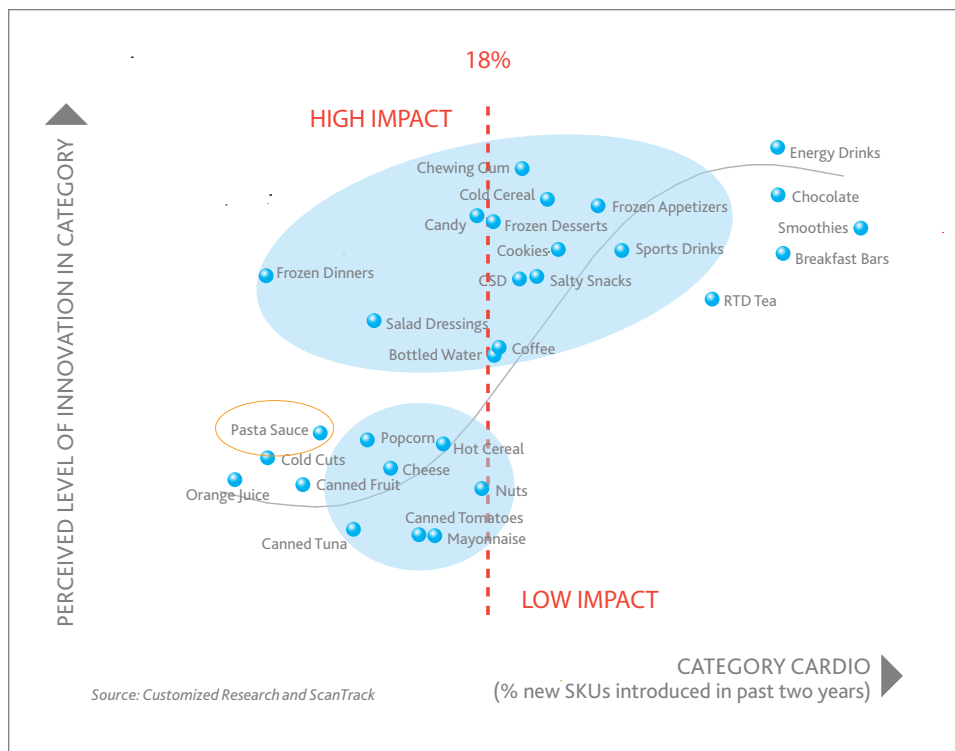 18%
HIGH IMPACT
Energy Drinks
Chewing Gum
Cold Cereal
Chocolate
Frozen Appetizers
Candy
Frozen Desserts
Smoothies
Cookies
Sports Drinks
Breakfast Bars
Frozen Dinners
CSD
Salty Snacks
RTD Tea
Salad Dressings
Coffee
Bottled Water
Pasta Sauce
Popcorn
Hot Cereal
Cold Cuts
Cheese
Canned Fruit
Orange Juice
Nuts
Canned Tomatoes
Canned Tuna
Mayonnaise
LOW IMPACT
PERCEIVED LEVEL OF INNOVATION IN CATEGORY
CATEGORY CARDIO
(% new SKUs introduced in past two years)
Source: Customized Research and ScanTrack